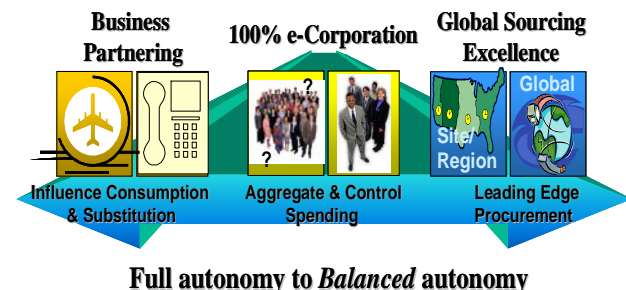 Business
Partnering
100% e-Corporation
Global Sourcing
Excellence
?
?
Site/
Region
Global
Influence Consumption
& Substitution
Aggregate & Control
Spending
Leading Edge
Procurement
Full autonomy to Balanced autonomy